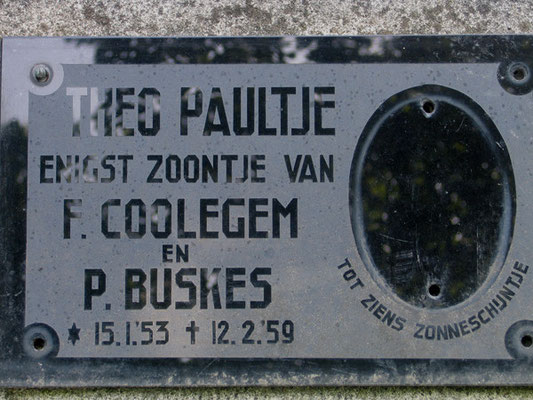 THEO PAULTJE
ENIGST ZOONTJE VAN
F. COOLEGEM
EN
P. BUSKES
✶ 15.1.'53 † 12.2.'59
TOT ZIENS ZONNESCHIJNTJE